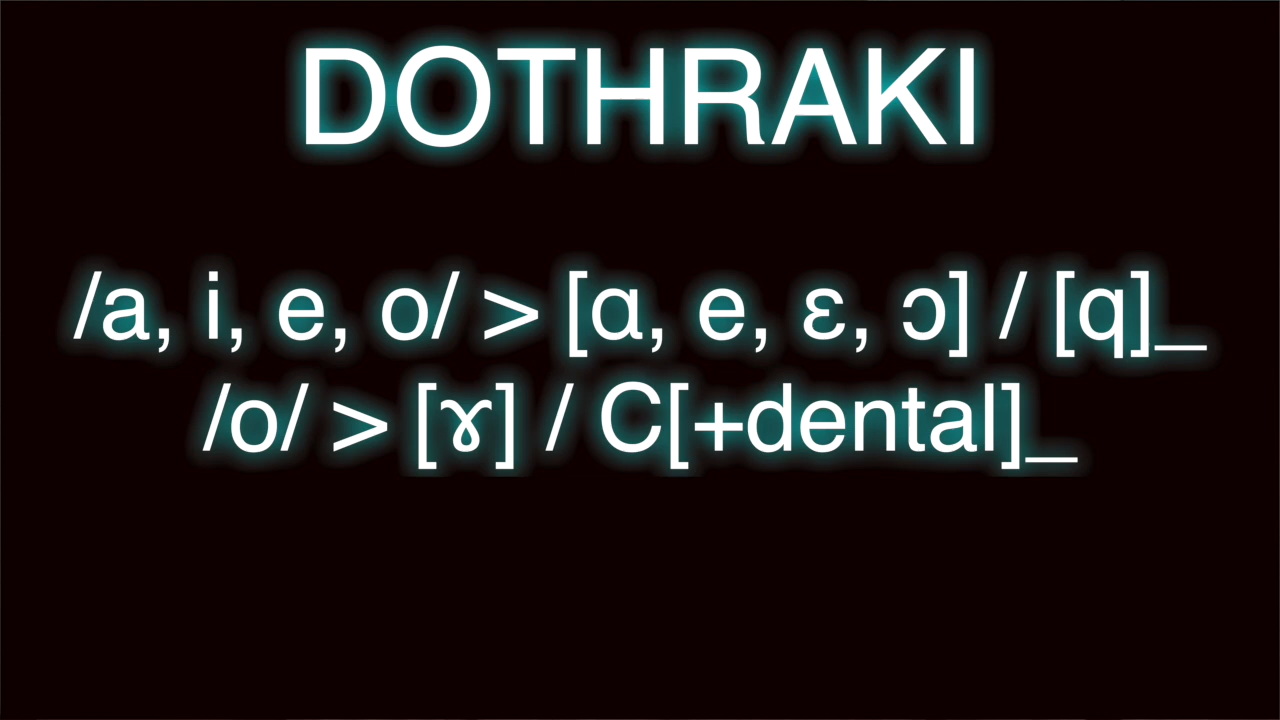 DOTHRAKI
/a, i, e, o/ > [ɑ, e, ɛ, ɔ] / [q]_
/o/ > [ɤ] / C[+dental]_